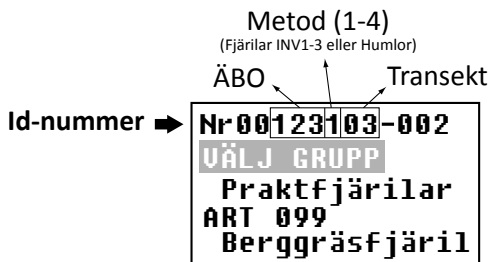 Metod (1-4)
(Fjärilar INV1-3 eller Humlor)
ÄBO Transekt
Id-nummer
Nr00123103-002
VÄLJ GRUPP
Praktfjärilar
ART 099
Berggräsfjäril